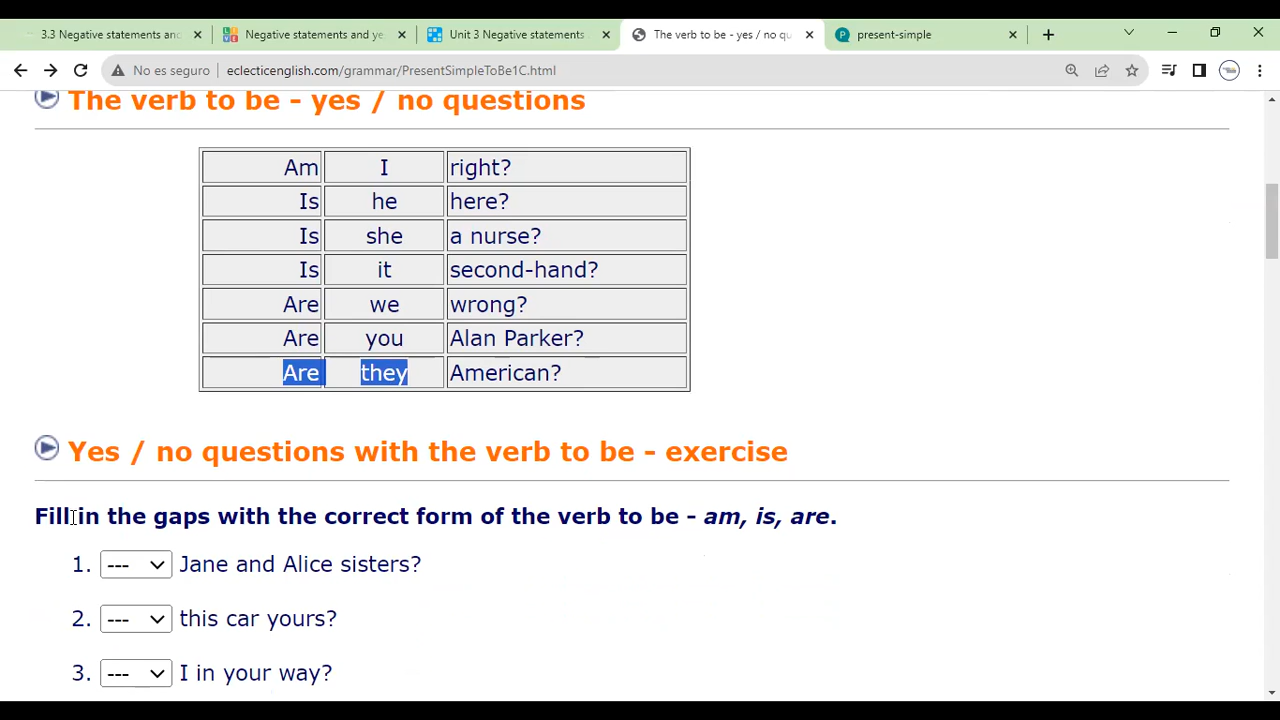 3.3 Negative statements and
Negative statements and ye
Unit 3 Negative statements
The verb to be - yes / no qu
present-simple
No es seguro
eclecticenglish.com/grammar/PresentSimpleToBe1C.html
The verb to be - yes / no questions
Am I right?
Is he here?
Is she a nurse?
Is it second-hand?
Are we wrong?
Are you Alan Parker?
Are they American?
Yes / no questions with the verb to be - exercise
Fill in the gaps with the correct form of the verb to be - am, is, are.
1. --- Jane and Alice sisters?
2. --- this car yours?
3. --- I in your way?